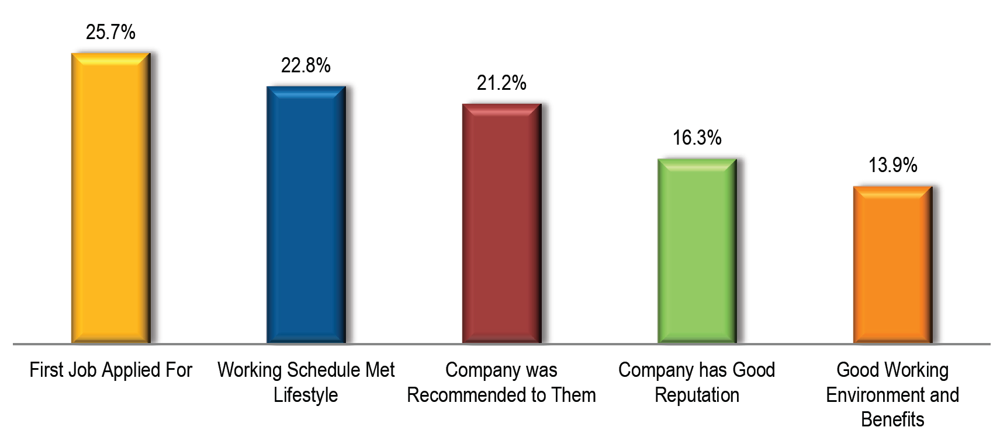 25.7%
22.8%
21.2%
16.3%
13.9%
First Job Applied For
Working Schedule Met
Lifestyle
Company was
Recommended to Them
Company has Good
Reputation
Good Working
Environment and
Benefits